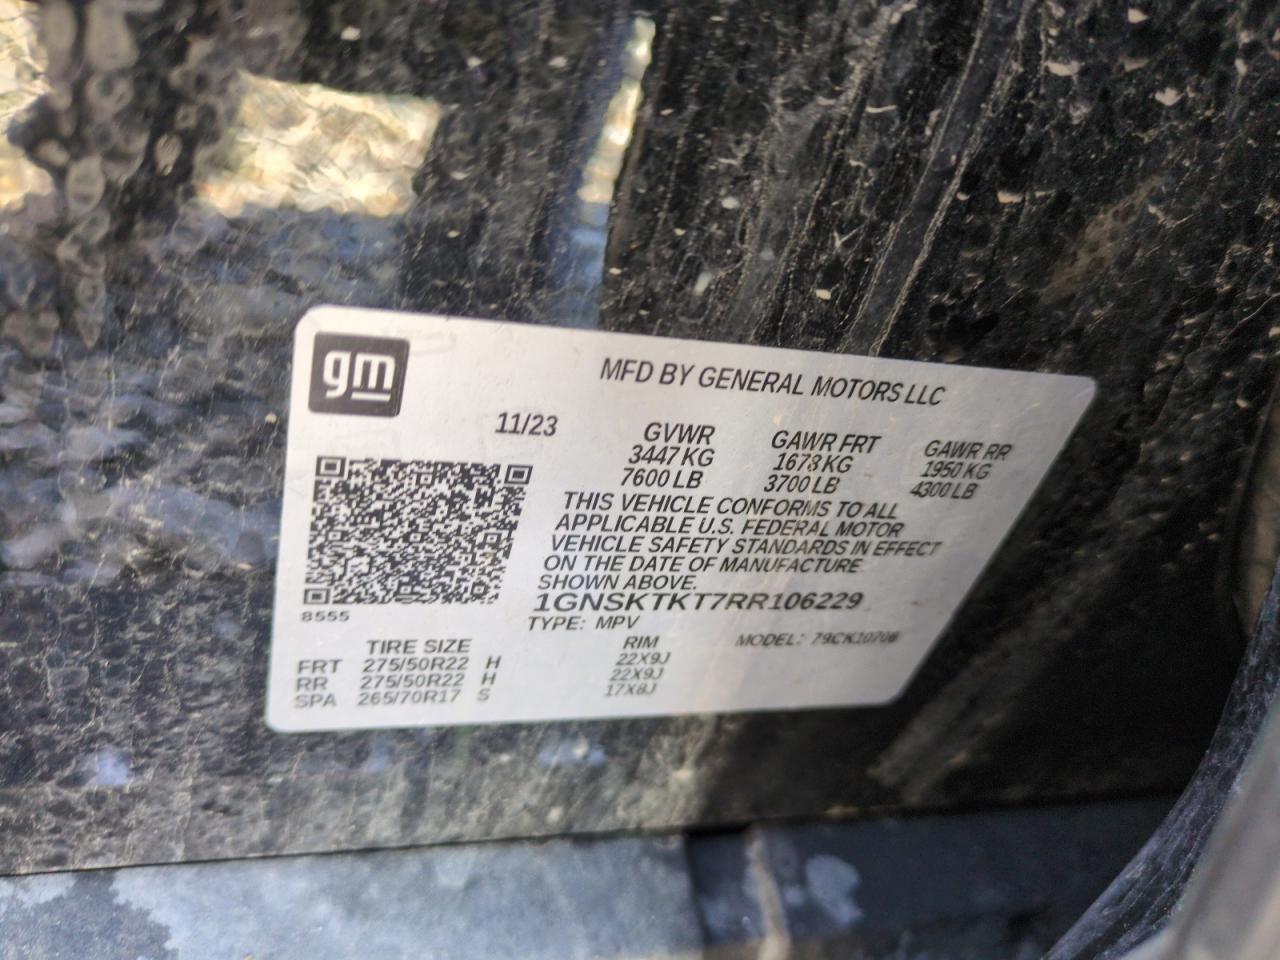 gm
MFD BY GENERAL MOTORS LLC
11/23
GVWR GAWR FRT GAWR RR
3447 KG 1678 KG 1950 KG
7600 LB 3700 LB 4300 LB
THIS VEHICLE CONFORMS TO ALL
APPLICABLE U.S. FEDERAL MOTOR
VEHICLE SAFETY STANDARDS IN EFFECT
ON THE DATE OF MANUFACTURE
SHOWN ABOVE.
1GNSKTKT7RR106229
8555
TYPE: MPV
MODEL:
TIRE SIZE RIM
FRT 275/50R22 H 22X9J
RR 275/50R22 H 22X9J
SPA 265/70R17 S 17X8J